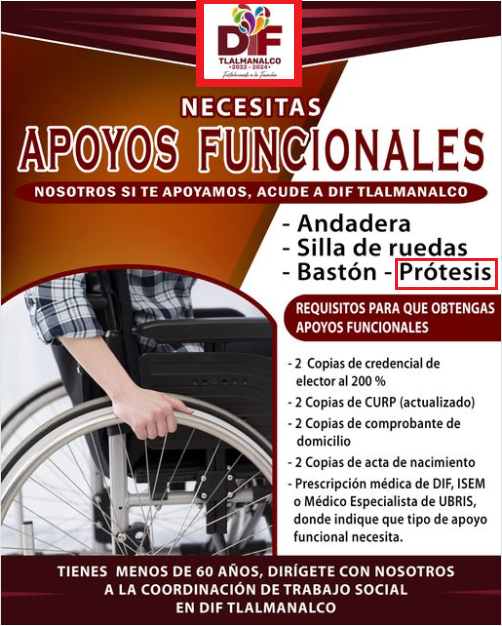 DIF
TLALMANALCO
• 2022 - 2024 •
NECESITAS
APOYOS FUNCIONALES
NOSOTROS SI TE APOYAMOS, ACUDE A DIF TLALMANALCO
- Andadera
- Silla de ruedas
- Bastón - Prótesis
REQUISITOS PARA QUE OBTENGAS
APOYOS FUNCIONALES
- 2 Copias de credencial de
elector al 200 %
- 2 Copias de CURP (actualizado)
- 2 Copias de comprobante de
domicilio
- 2 Copias de acta de nacimiento
- Prescripción médica de DIF, ISEM
o Médico Especialista de UBRIS,
donde indique que tipo de apoyo
funcional necesita.
TIENES MENOS DE 60 AÑOS, DIRÍGETE CON NOSOTROS
A LA COORDINACIÓN DE TRABAJO SOCIAL
EN DIF TLALMANALCO